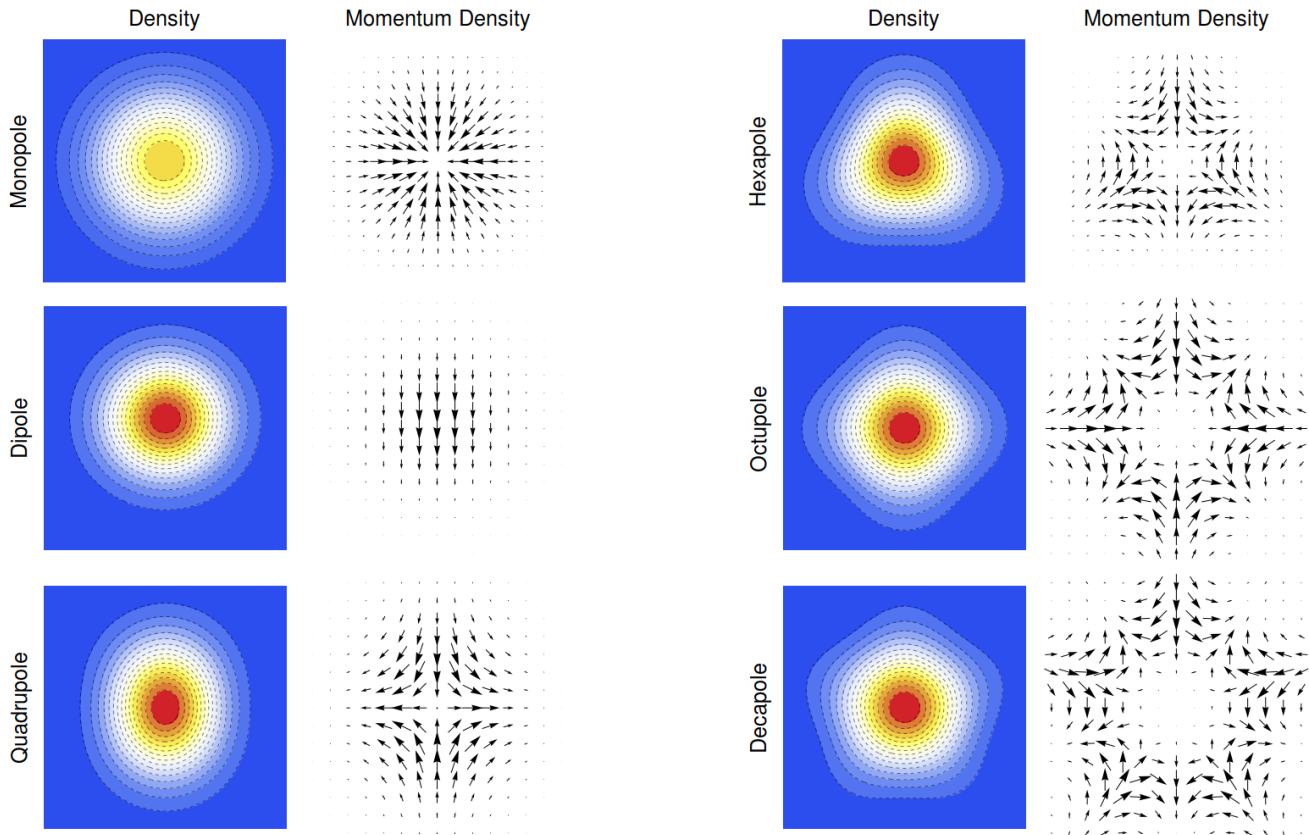 Density
Momentum Density
Density
Momentum Density
Monopole
Hexapole
Dipole
Octupole
Quadrupole
Decapole